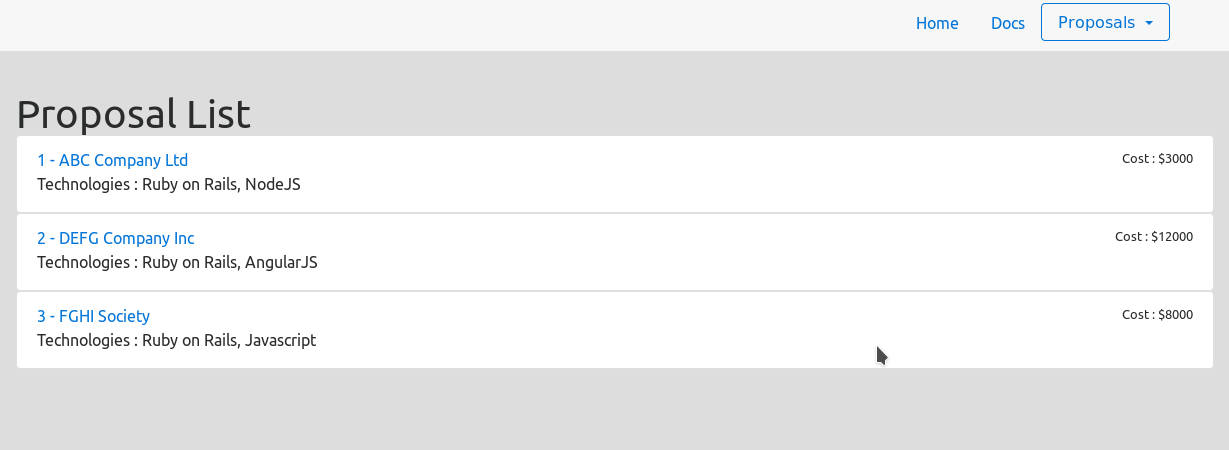 Home Docs Proposals
Proposal List
1 - ABC Company Ltd Cost : $3000
Technologies : Ruby on Rails, NodeJS
2 - DEFG Company Inc Cost : $12000
Technologies : Ruby on Rails, AngularJS
3 - FGHI Society Cost : $8000
Technologies : Ruby on Rails, Javascript